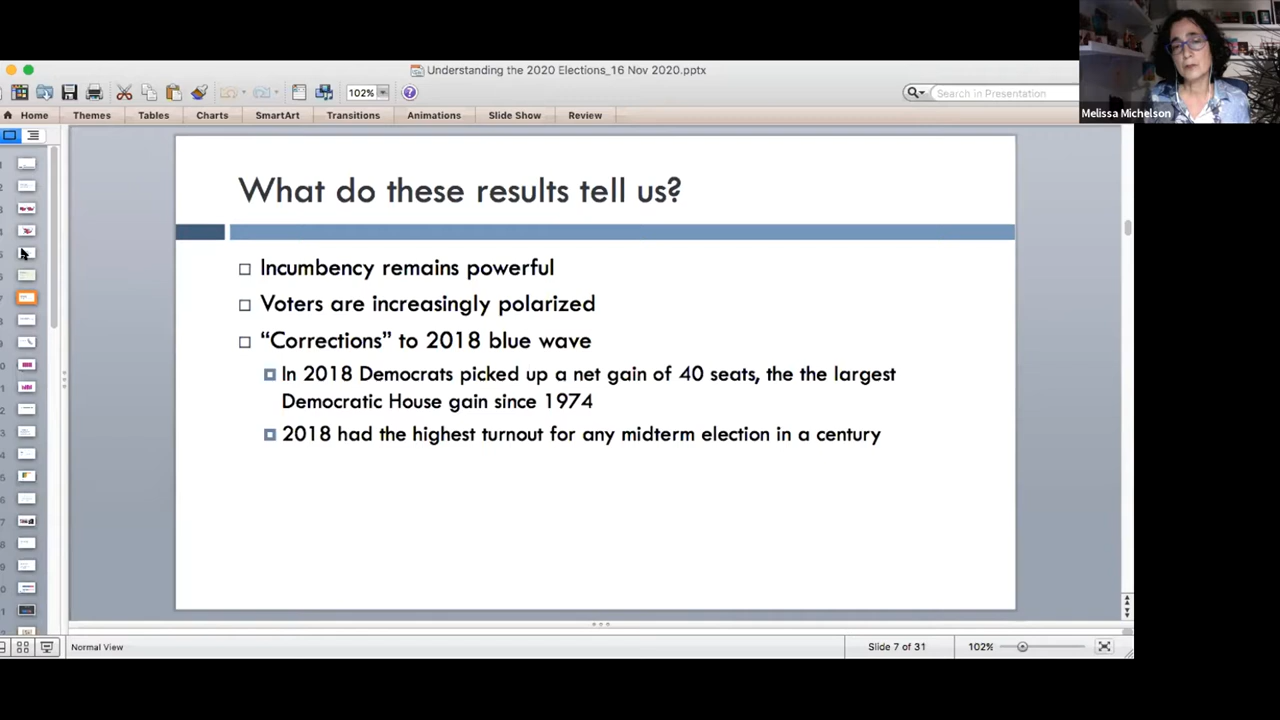 Understanding the 2020 Elections_16 Nov 2020.pptx
102%
Search in Presentation
Home Themes Tables Charts SmartArt Transitions Animations Slide Show Review
Melissa Michelson
What do these results tell us?
Incumbency remains powerful
Voters are increasingly polarized
“Corrections” to 2018 blue wave
In 2018 Democrats picked up a net gain of 40 seats, the the largest
Democratic House gain since 1974
2018 had the highest turnout for any midterm election in a century
Normal View
Slide 7 of 31
102%